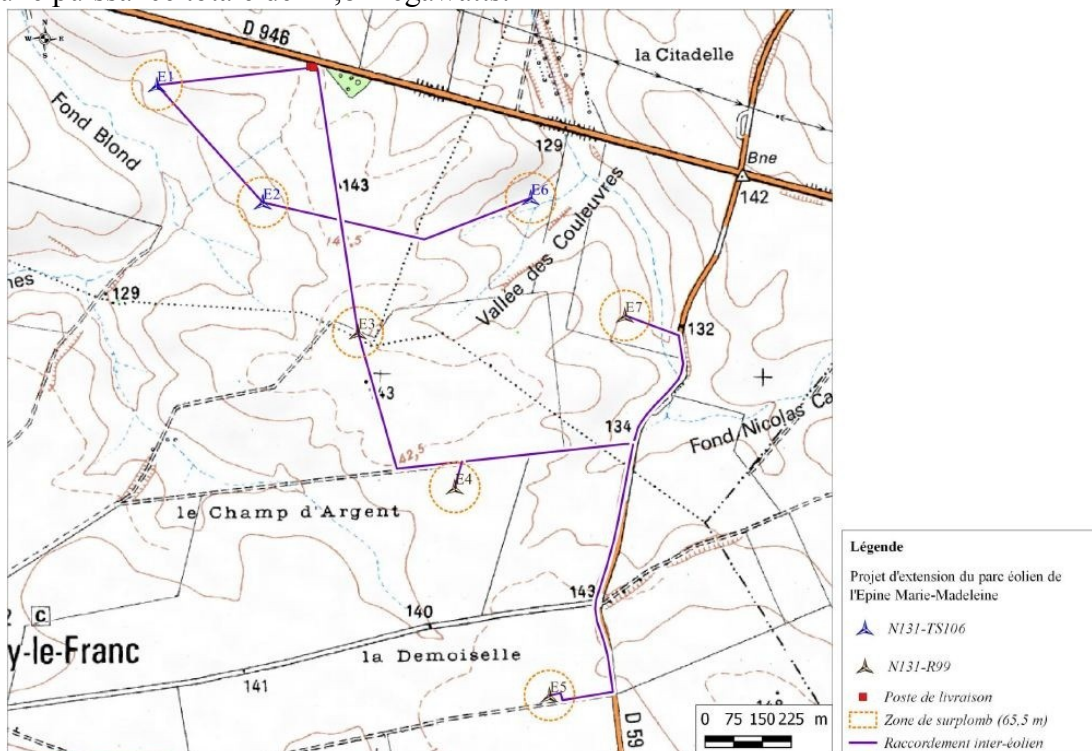 N
W E
S
D 946
la Citadelle
E1
Fond Blond
143
129
Bne
142
E2
E6
Vallée des Couleuvres
129
E3
E7
132
43
134
Fond Nicolas Ca
42,5
E4
le Champ d'Argent
143
140
C
y-le-Franc
la Demoiselle
141
E5
D 59
0 75 150 225 m
Légende
Projet d'extension du parc éolien de
l'Epine Marie-Madeleine
N131-TS106
N131-R99
Poste de livraison
Zone de surplomb (65,5 m)
Raccordement inter-éolien